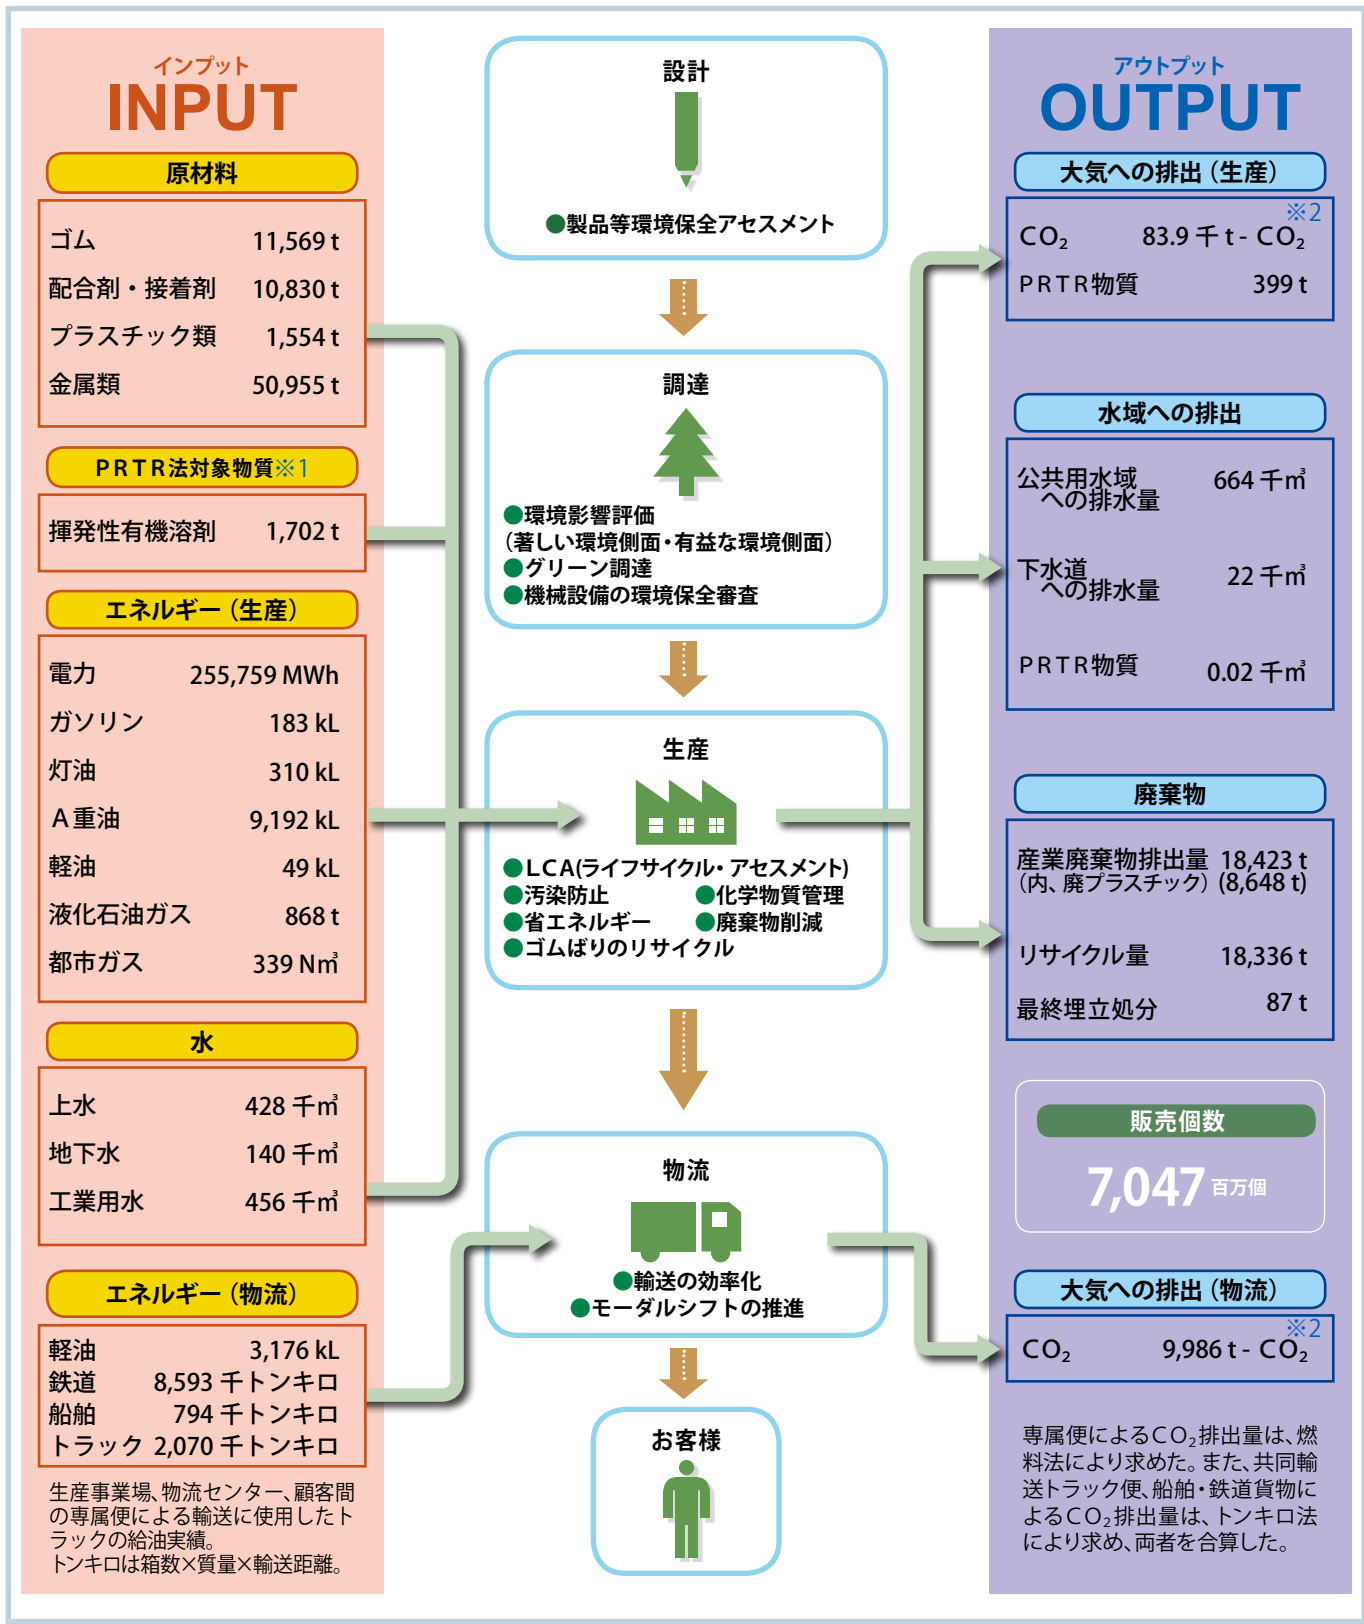 インプット
INPUT
原材料
ゴム 11,569 t
配合剤・接着剤 10,830 t
プラスチック類 1,554 t
金属類 50,955 t
PRTR法対象物質※1
揮発性有機溶剤 1,702 t
エネルギー（生産）
電力 255,759 MWh
ガソリン 183 kL
灯油 310 kL
A重油 9,192 kL
軽油 49 kL
液化石油ガス 868 t
都市ガス 339 N㎥
水
上水 428 千㎥
地下水 140 千㎥
工業用水 456 千㎥
エネルギー（物流）
軽油 3,176 kL
鉄道 8,593 千トンキロ
船舶 794 千トンキロ
トラック 2,070 千トンキロ
生産事業場、物流センター、顧客間
の専属便による輸送に使用したト
ラックの給油実績。
トンキロは箱数×質量×輸送距離。
設計
●製品等環境保全アセスメント
調達
●環境影響評価
（著しい環境側面・有益な環境側面）
●グリーン調達
●機械設備の環境保全審査
生産
●LCA(ライフサイクル・アセスメント)
●汚染防止 ●化学物質管理
●省エネルギー ●廃棄物削減
●ゴムばりのリサイクル
物流
●輸送の効率化
●モーダルシフトの推進
お客様
アウトプット
OUTPUT
大気への排出（生産）
※2
CO₂ 83.9 千 t - CO₂
PRTR物質 399 t
水域への排出
公共用水域
への排水量 664 千㎥
下水道
への排水量 22 千㎥
PRTR物質 0.02 千㎥
廃棄物
産業廃棄物排出量 18,423 t
（内、廃プラスチック） (8,648 t)
リサイクル量 18,336 t
最終埋立処分 87 t
販売個数
7,047 百万個
大気への排出（物流）
※2
CO₂ 9,986 t - CO₂
専属便によるCO₂排出量は、燃
料法により求めた。また、共同輸
送トラック便、船舶・鉄道貨物に
よるCO₂排出量は、トンキロ法
により求め、両者を合算した。